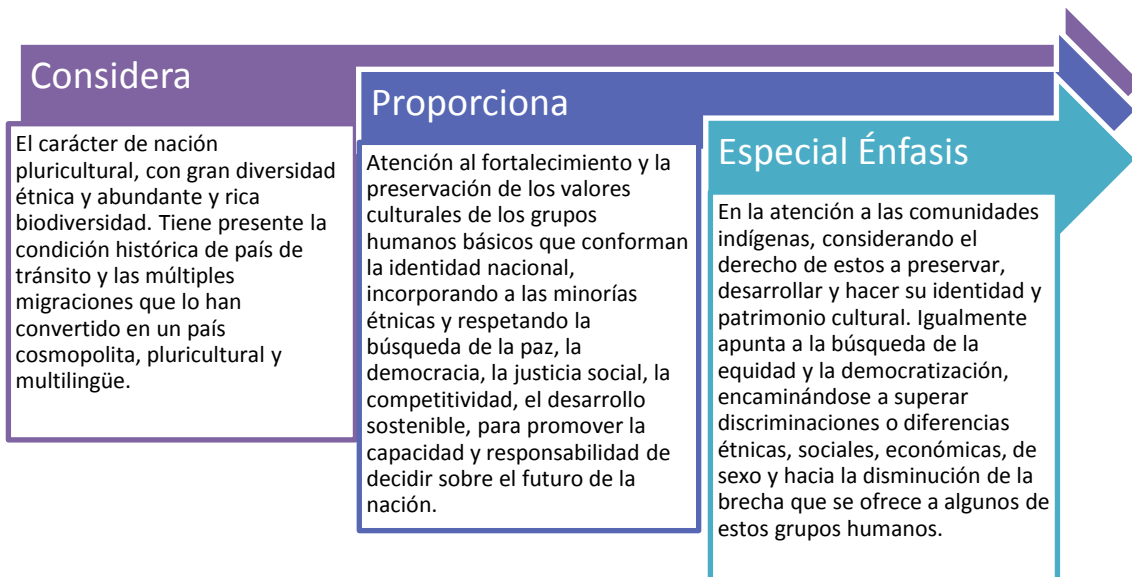 Considera
El carácter de nación
pluricultural, con gran diversidad
étnica y abundante y rica
biodiversidad. Tiene presente la
condición histórica de país de
tránsito y las múltiples
migraciones que lo han
convertido en un país
cosmopolita, pluricultural y
multilingüe.
Proporciona
Atención al fortalecimiento y la
preservación de los valores
culturales de los grupos
humanos básicos que conforman
la identidad nacional,
incorporando a las minorías
étnicas y respetando la
búsqueda de la paz, la
democracia, la justicia social, la
competitividad, el desarrollo
sostenible, para promover la
capacidad y responsabilidad de
decidir sobre el futuro de la
nación.
Especial Énfasis
En la atención a las comunidades
indígenas, considerando el
derecho de estos a preservar,
desarrollar y hacer su identidad y
patrimonio cultural. Igualmente
apunta a la búsqueda de la
equidad y la democratización,
encaminándose a superar
discriminaciones o diferencias
étnicas, sociales, económicas, de
sexo y hacia la disminución de la
brecha que se ofrece a algunos de
estos grupos humanos.